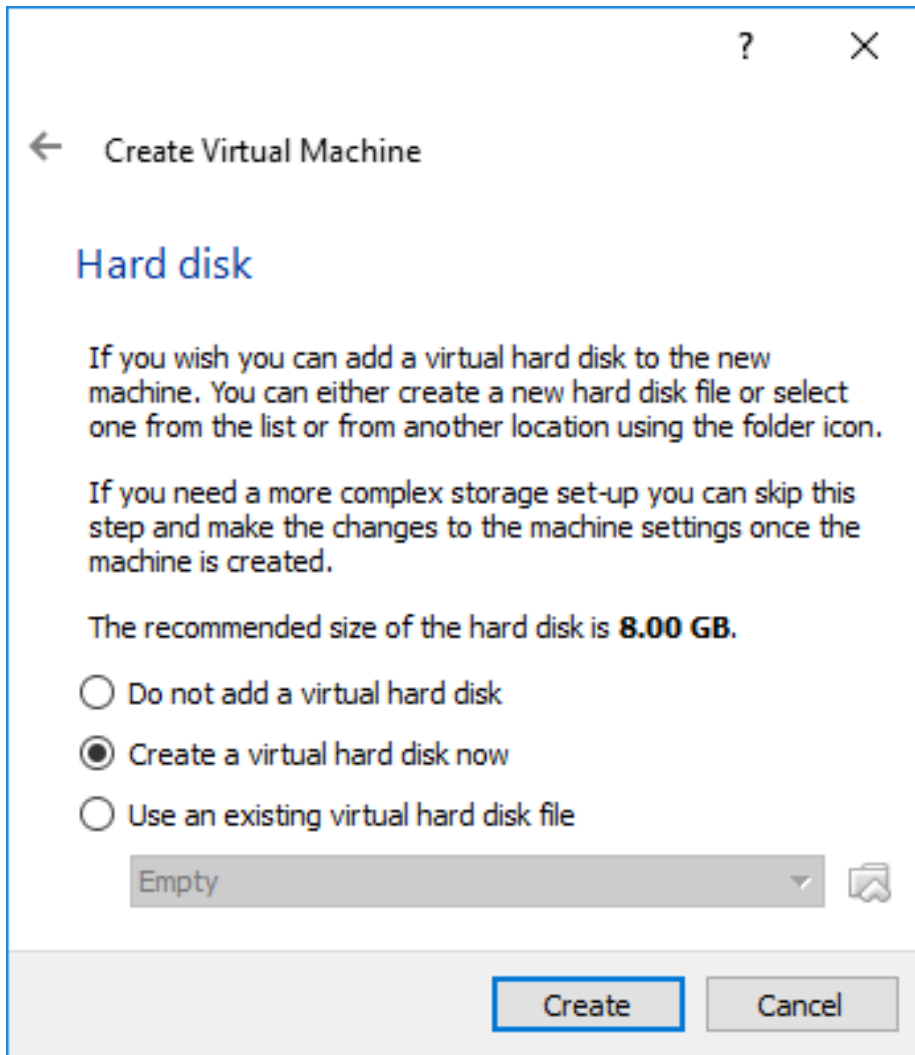 ?
Create Virtual Machine
Hard disk
If you wish you can add a virtual hard disk to the new
machine. You can either create a new hard disk file or select
one from the list or from another location using the folder icon.
If you need a more complex storage set-up you can skip this
step and make the changes to the machine settings once the
machine is created.
The recommended size of the hard disk is 8.00 GB.
Do not add a virtual hard disk
Create a virtual hard disk now
Use an existing virtual hard disk file
Empty
Create Cancel